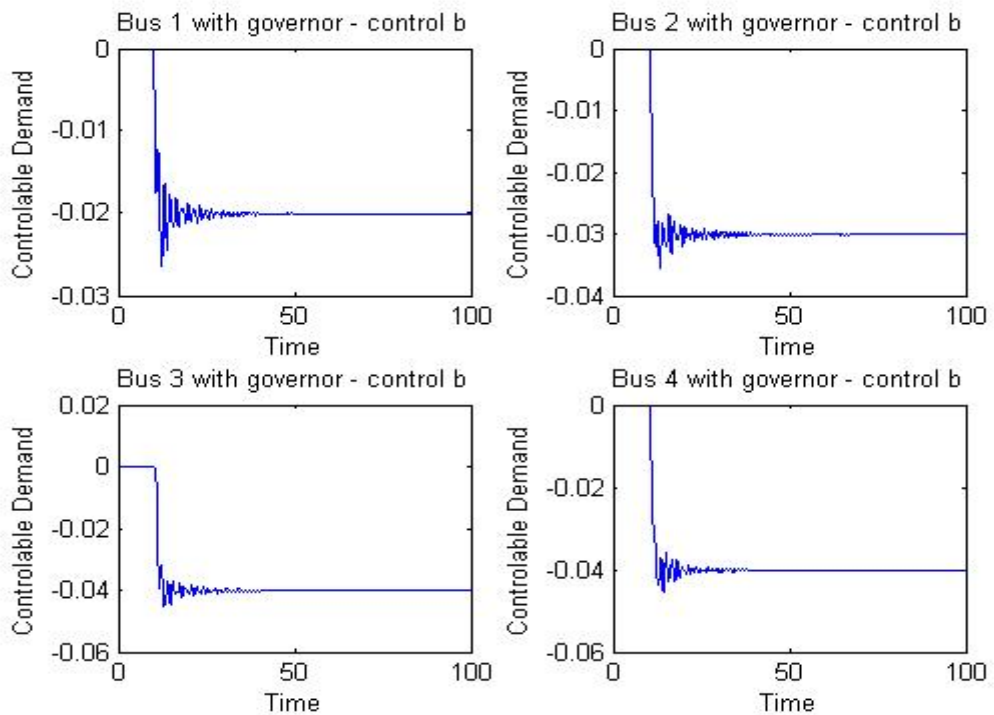 Bus 1 with governor - control b
0
-0.01
-0.02
-0.03
Controlable Demand
0
50
100
Time
Bus 2 with governor - control b
0
-0.01
-0.02
-0.03
-0.04
Controlable Demand
0
50
100
Time
Bus 3 with governor - control b
0.02
0
-0.02
-0.04
-0.06
Controlable Demand
0
50
100
Time
Bus 4 with governor - control b
0
-0.02
-0.04
-0.06
Controlable Demand
0
50
100
Time